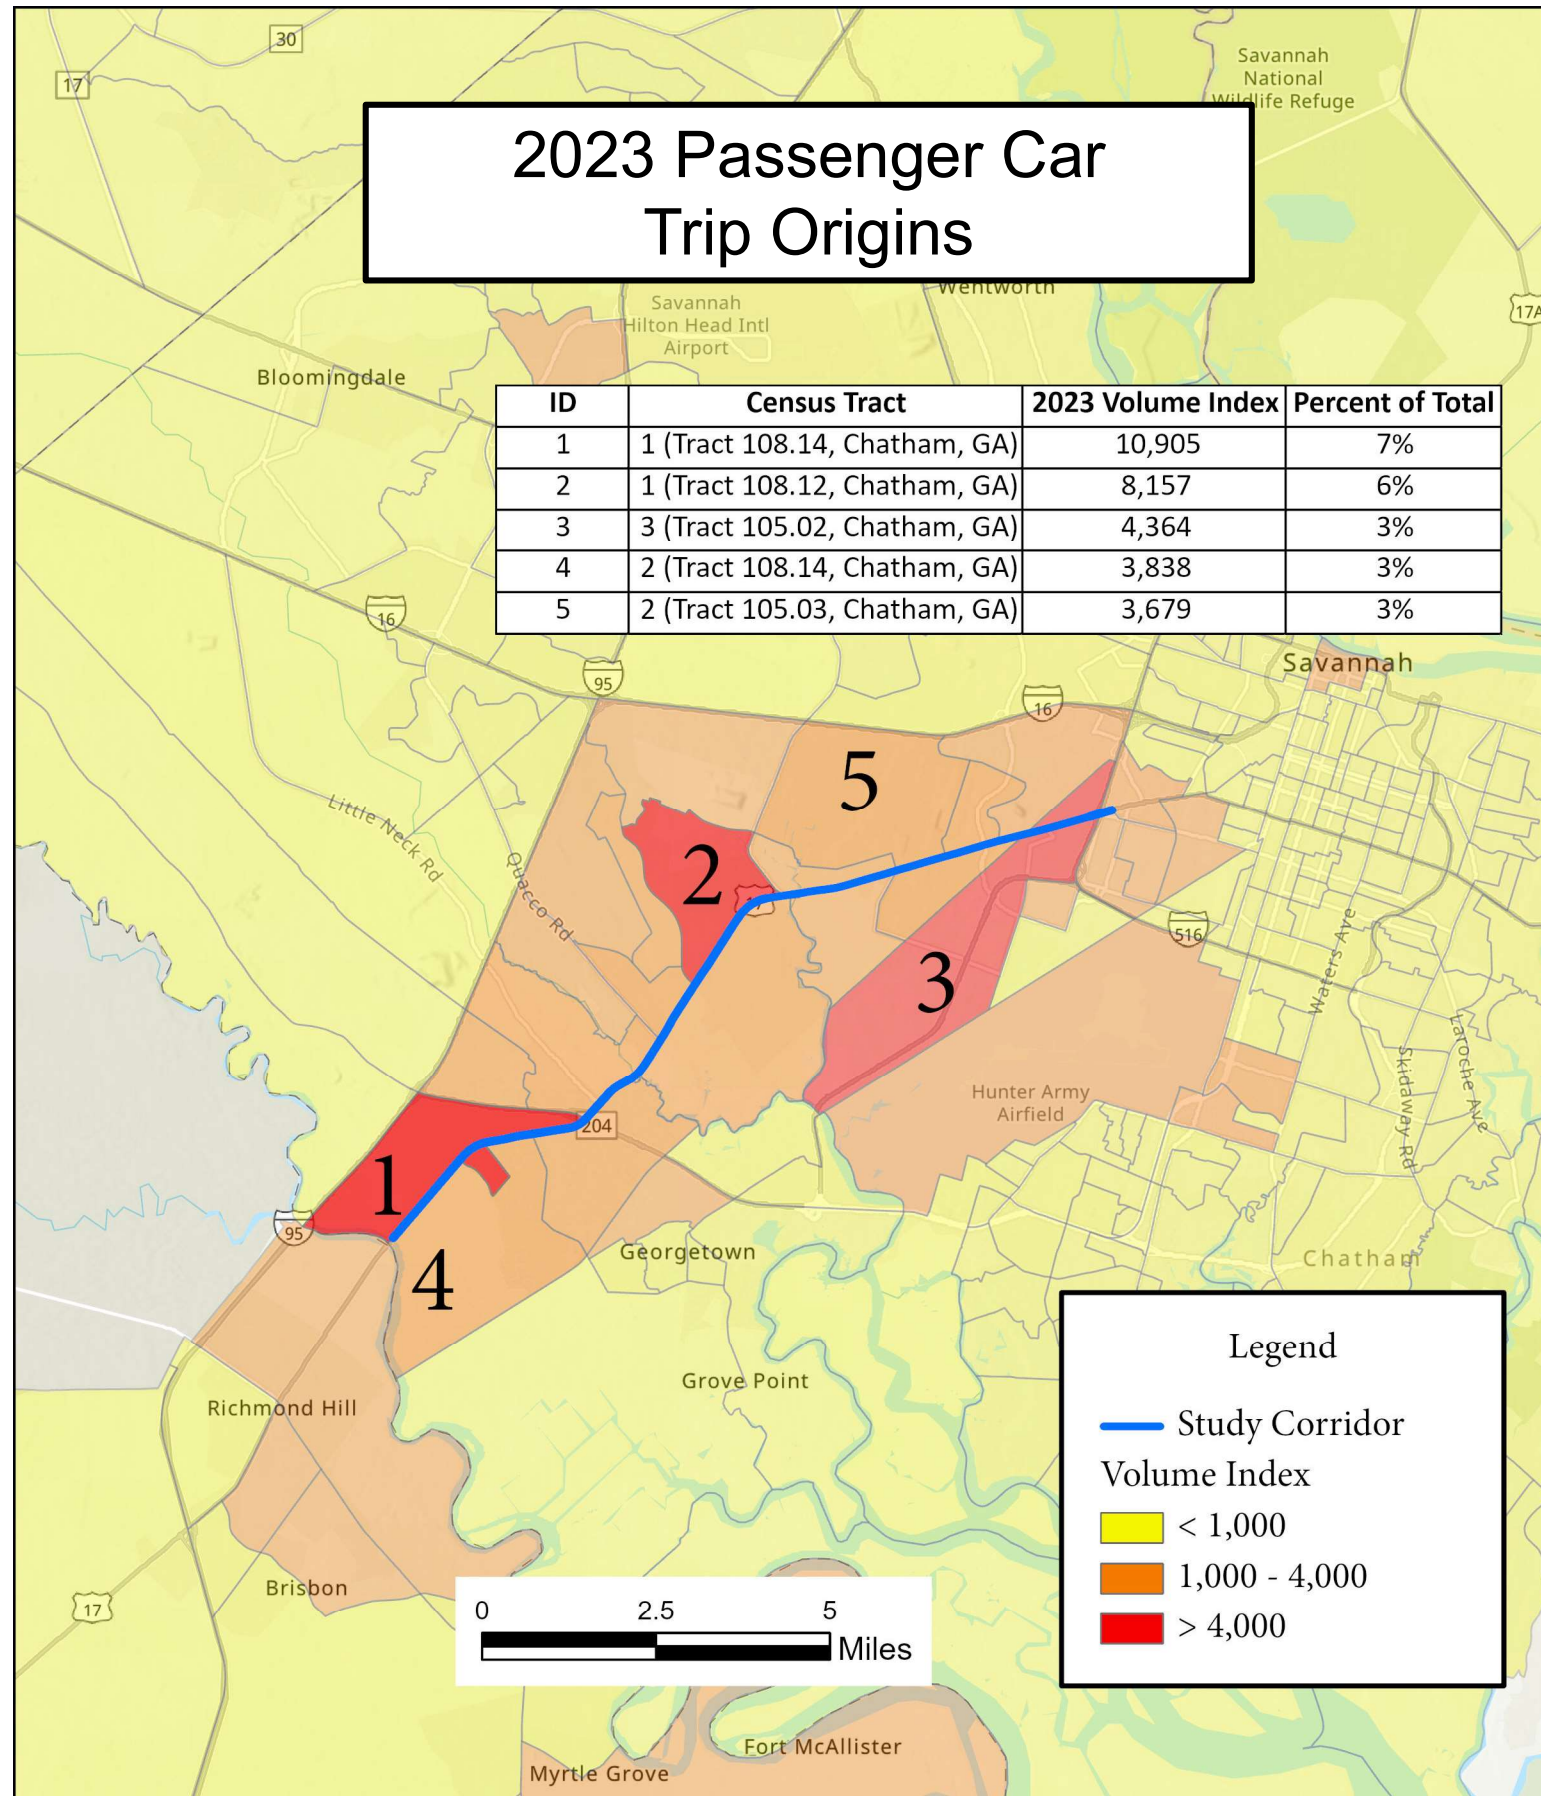 30
17
Savannah
National
Wildlife Refuge
2023 Passenger Car
Trip Origins
Wentworth
17A
Savannah
Hilton Head Intl
Airport
Bloomingdale
ID Census Tract 2023 Volume Index Percent of Total
1 1 (Tract 108.14, Chatham, GA) 10,905 7%
2 1 (Tract 108.12, Chatham, GA) 8,157 6%
3 3 (Tract 105.02, Chatham, GA) 4,364 3%
4 2 (Tract 108.14, Chatham, GA) 3,838 3%
5 2 (Tract 105.03, Chatham, GA) 3,679 3%
16
Savannah
95
16
5
Little Neck Rd
Quacco Rd
2
17
516
Waters Ave
3
Laroche Ave
Skidaway Rd
Hunter Army
Airfield
204
1
95
Georgetown
Chatham
4
Grove Point
Richmond Hill
Legend
Study Corridor
Volume Index
< 1,000
1,000 - 4,000
> 4,000
Brisbon
17
0 2.5 5
Miles
Fort McAllister
Myrtle Grove